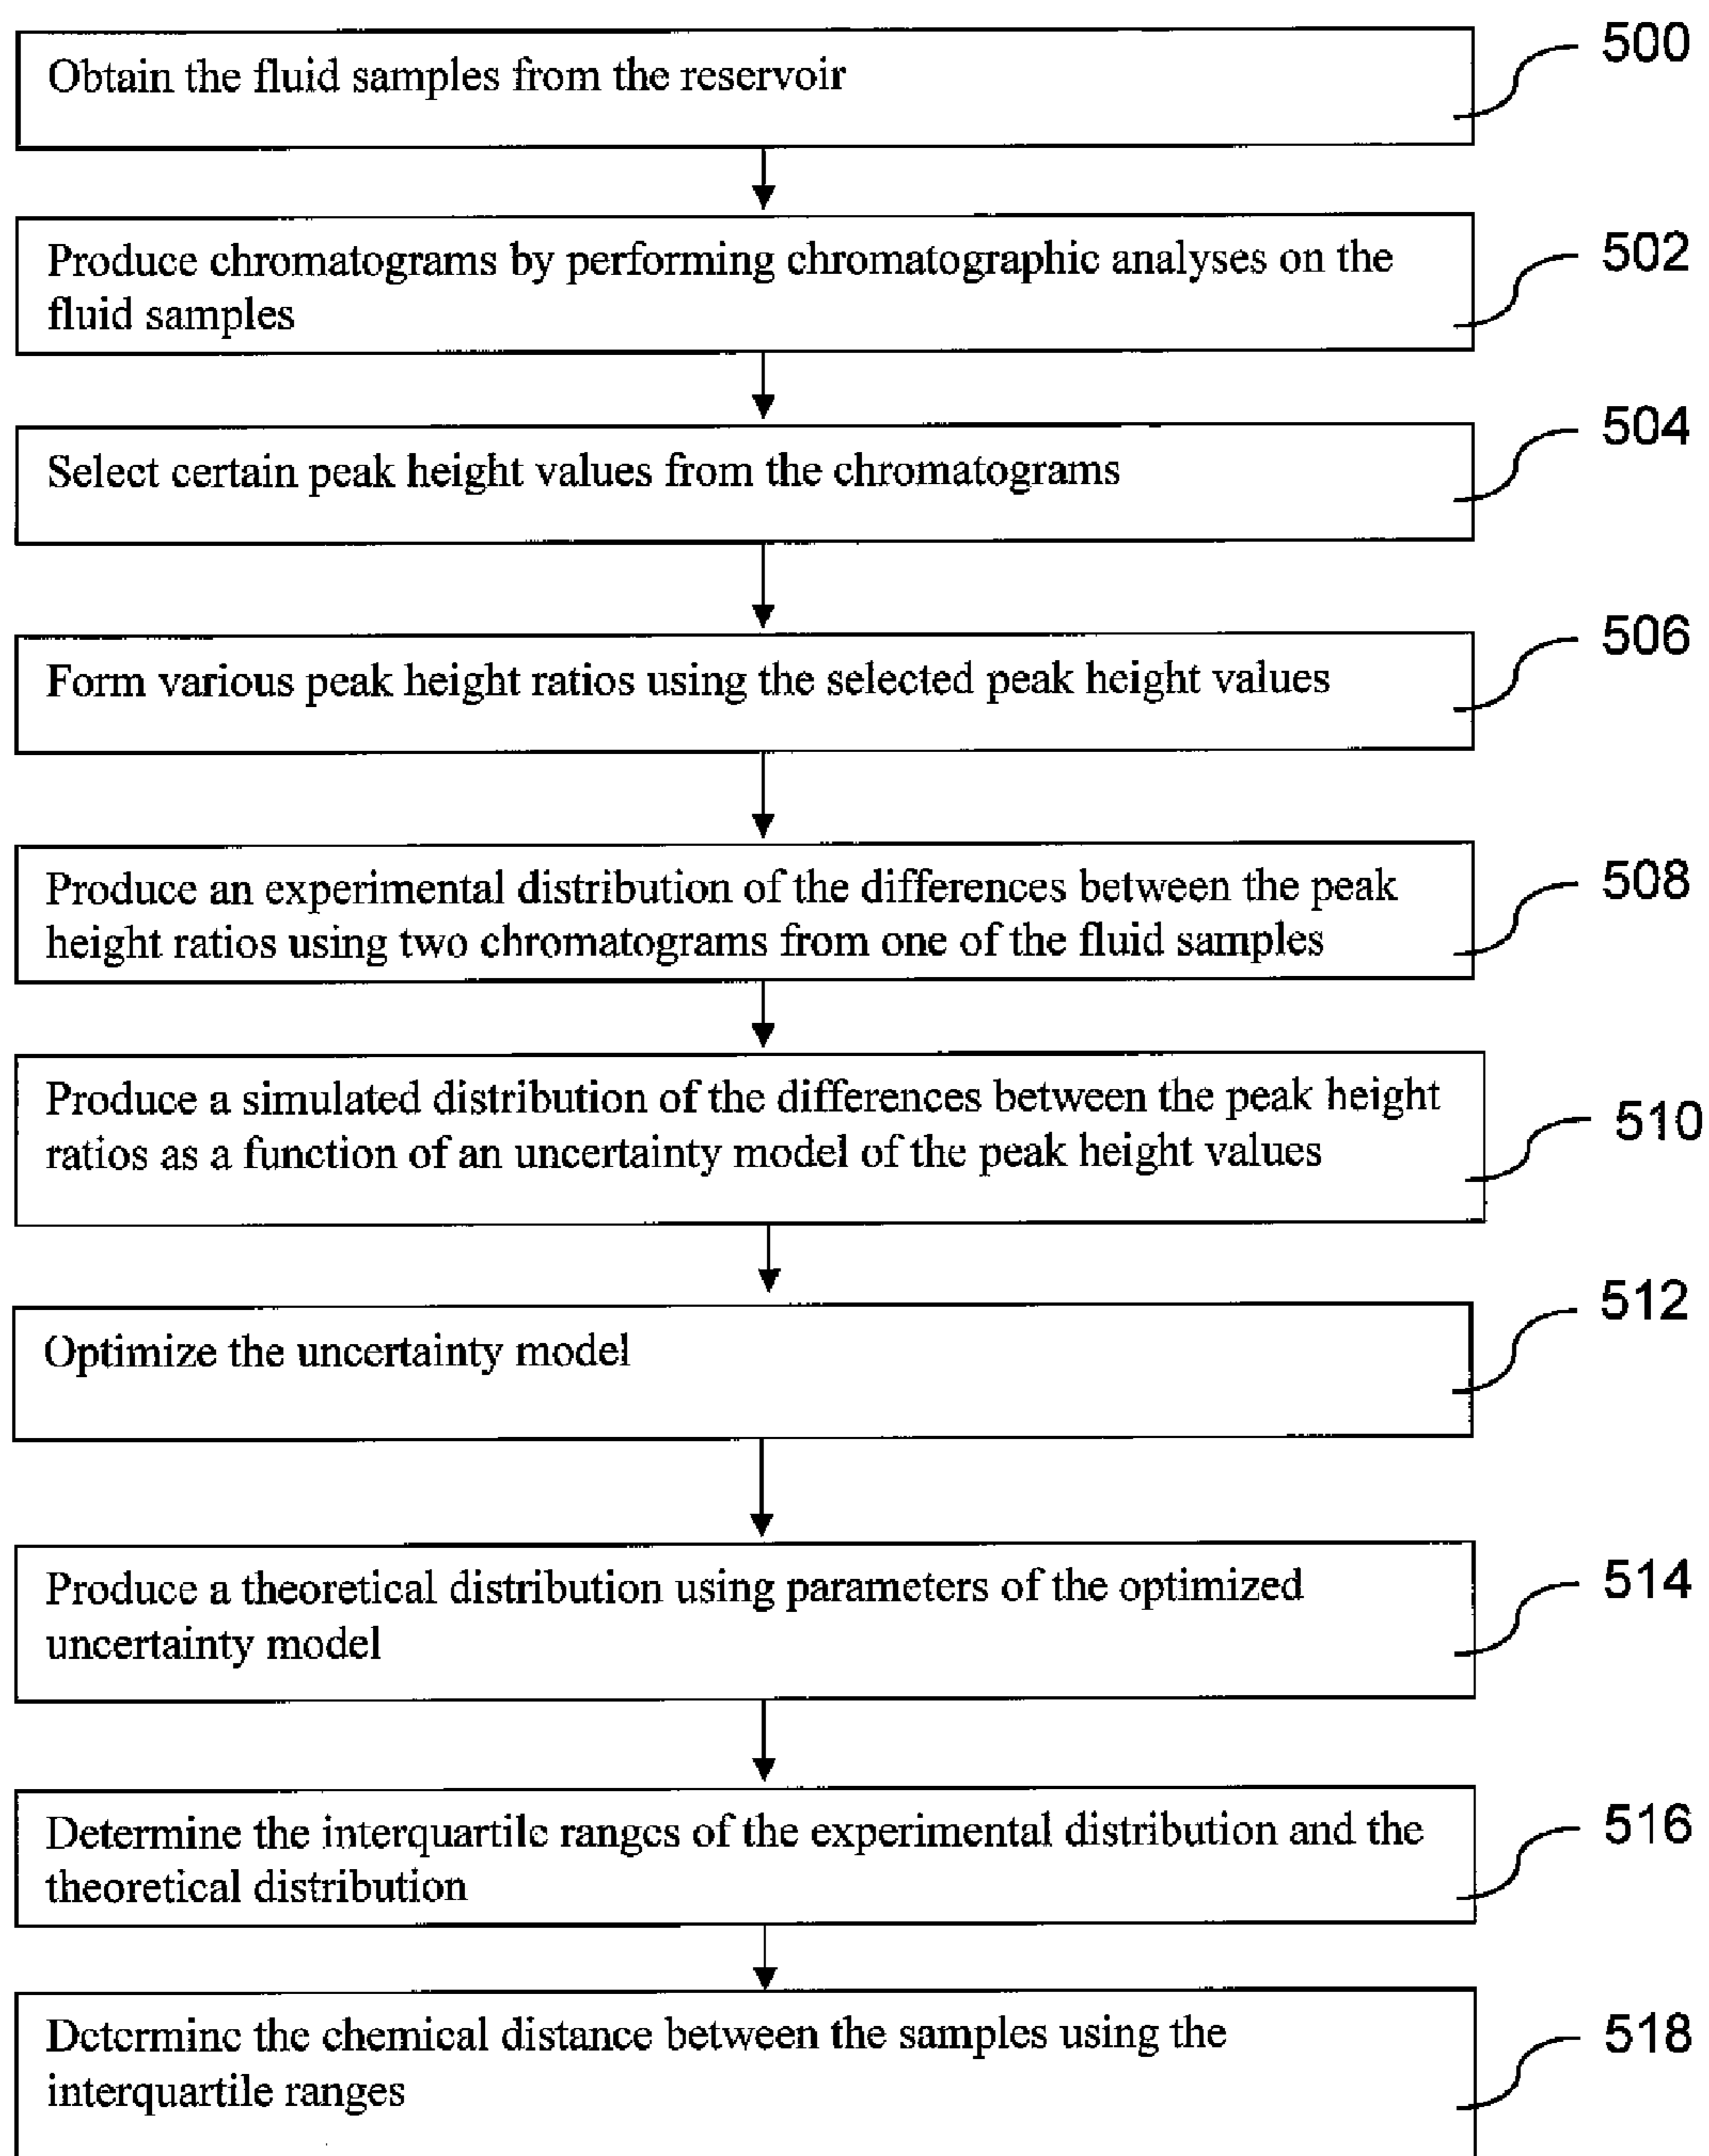 500
Obtain the fluid samples from the reservoir
502
Produce chromatograms by performing chromatographic analyses on the
fluid samples
504
Select certain peak height values from the chromatograms
506
Form various peak height ratios using the selected peak height values
508
Produce an experimental distribution of the differences between the peak
height ratios using two chromatograms from one of the fluid samples
510
Produce a simulated distribution of the differences between the peak height
ratios as a function of an uncertainty model of the peak height values
512
Optimize the uncertainty model
514
Produce a theoretical distribution using parameters of the optimized
uncertainty model
516
Determine the interquartile ranges of the experimental distribution and the
theoretical distribution
518
Determine the chemical distance between the samples using the
interquartile ranges